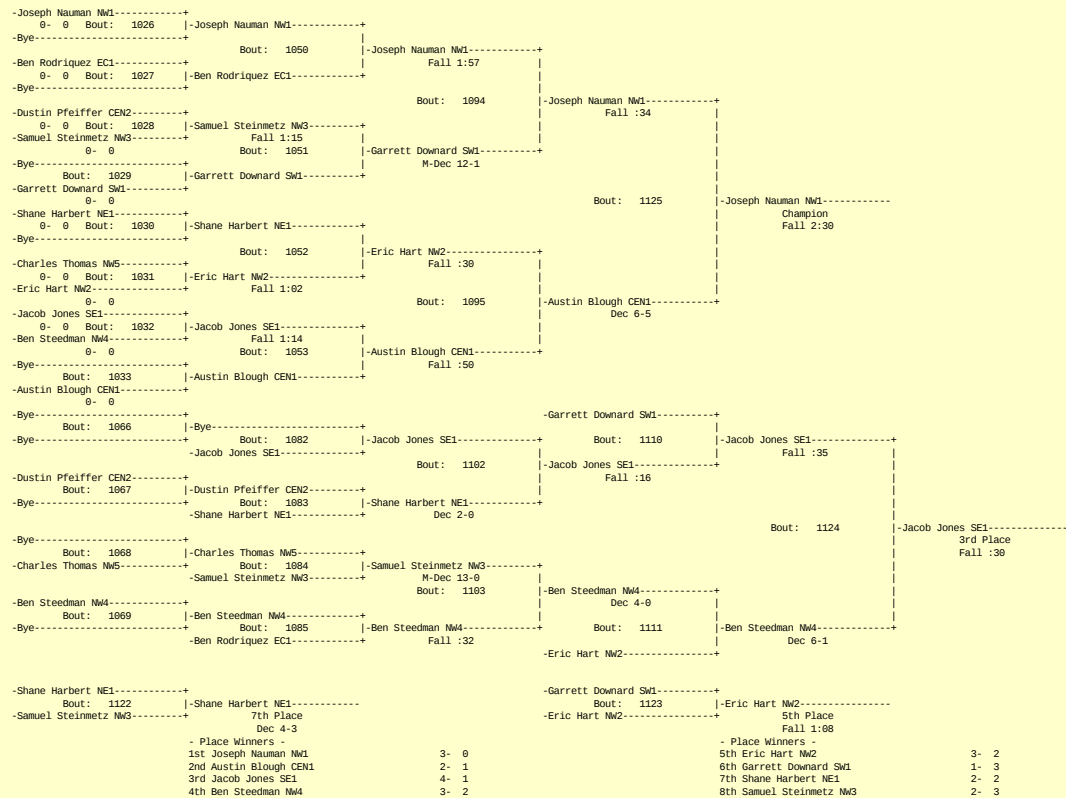 -Joseph Nauman NW1-----------+
0-  0   Bout:   1026      |-Joseph Nauman NW1-----------+
-Bye-------------------------+                              |
Bout:   1050         |-Joseph Nauman NW1-----------+
-Ben Rodriquez EC1-----------+                              |          Fall 1:57              |
0-  0   Bout:   1027      |-Ben Rodriquez EC1-----------+                             |
-Bye-------------------------+                                                            |
Bout:   1094      |-Joseph Nauman NW1-----------+
-Dustin Pfeiffer CEN2--------+                                                            |          Fall :34              |
0-  0   Bout:   1028      |-Samuel Steinmetz NW3--------+                             |                              |
-Samuel Steinmetz NW3--------+          Fall 1:15           |                             |                              |
0-  0                    Bout:   1051         |-Garrett Downard SW1---------+                              |
-Bye-------------------------+                              |         M-Dec 12-1                                         |
Bout:   1029         |-Garrett Downard SW1---------+                                                            |
-Garrett Downard SW1---------+                                                                                           |
0-  0                                                                              Bout:   1125         |-Joseph Nauman NW1-----------
-Shane Harbert NE1-----------+                                                                                           |          Champion
0-  0   Bout:   1030      |-Shane Harbert NE1-----------+                                                            |          Fall 2:30
-Bye-------------------------+                              |                                                            |
Bout:   1052         |-Eric Hart NW2---------------+                              |
-Charles Thomas NW5----------+                              |          Fall :30           |                              |
0-  0   Bout:   1031      |-Eric Hart NW2---------------+                             |                              |
-Eric Hart NW2---------------+          Fall 1:02                                         |                              |
0-  0                                                 Bout:   1095      |-Austin Blough CEN1----------+
-Jacob Jones SE1-------------+                                                            |          Dec 6-5
0-  0   Bout:   1032      |-Jacob Jones SE1-------------+                             |
-Ben Steedman NW4------------+          Fall 1:14           |                             |
0-  0                    Bout:   1053         |-Austin Blough CEN1----------+
-Bye-------------------------+                              |          Fall :50
Bout:   1033         |-Austin Blough CEN1----------+
-Austin Blough CEN1----------+
0-  0
-Bye-------------------------+                                                            -Garrett Downard SW1---------+
Bout:   1066         |-Bye-------------------------+                                                            |
-Bye-------------------------+        Bout:   1082         |-Jacob Jones SE1-------------+        Bout:   1110         |-Jacob Jones SE1-------------+
-Jacob Jones SE1-------------+                             |                              |          Fall :35              |
Bout:   1102      |-Jacob Jones SE1-------------+                             |
-Dustin Pfeiffer CEN2--------+                                                            |          Fall :16                                         |
Bout:   1067         |-Dustin Pfeiffer CEN2--------+                             |                                                           |
-Bye-------------------------+        Bout:   1083         |-Shane Harbert NE1-----------+                                                           |
-Shane Harbert NE1-----------+          Dec 2-0                                                                          |
Bout:   1124         |-Jacob Jones SE1-------------
-Bye-------------------------+                                                                                                                       |          3rd Place
Bout:   1068         |-Charles Thomas NW5----------+                                                                                         |          Fall :30
-Charles Thomas NW5----------+        Bout:   1084         |-Samuel Steinmetz NW3--------+                                                           |
-Samuel Steinmetz NW3--------+         M-Dec 13-0          |                                                           |
Bout:   1103      |-Ben Steedman NW4------------+                             |
-Ben Steedman NW4------------+                                                            |          Dec 4-0               |                             |
Bout:   1069         |-Ben Steedman NW4------------+                             |                              |                             |
-Bye-------------------------+        Bout:   1085         |-Ben Steedman NW4------------+        Bout:   1111         |-Ben Steedman NW4------------+
-Ben Rodriquez EC1-----------+          Fall :32                                         |          Dec 6-1
-Eric Hart NW2---------------+
-Shane Harbert NE1-----------+                                                            -Garrett Downard SW1---------+
Bout:   1122         |-Shane Harbert NE1-----------                                     Bout:   1123         |-Eric Hart NW2---------------
-Samuel Steinmetz NW3--------+          7th Place                                         -Eric Hart NW2---------------+          5th Place
Dec 4-3                                                                                     Fall 1:08
- Place Winners -                                                                        - Place Winners -
1st Joseph Nauman NW1                     3-  0                                        5th Eric Hart NW2                         3-  2
2nd Austin Blough CEN1                    2-  1                                        6th Garrett Downard SW1                   1-  3
3rd Jacob Jones SE1                       4-  1                                        7th Shane Harbert NE1                     2-  2
4th Ben Steedman NW4                      3-  2                                        8th Samuel Steinmetz NW3                  2-  3